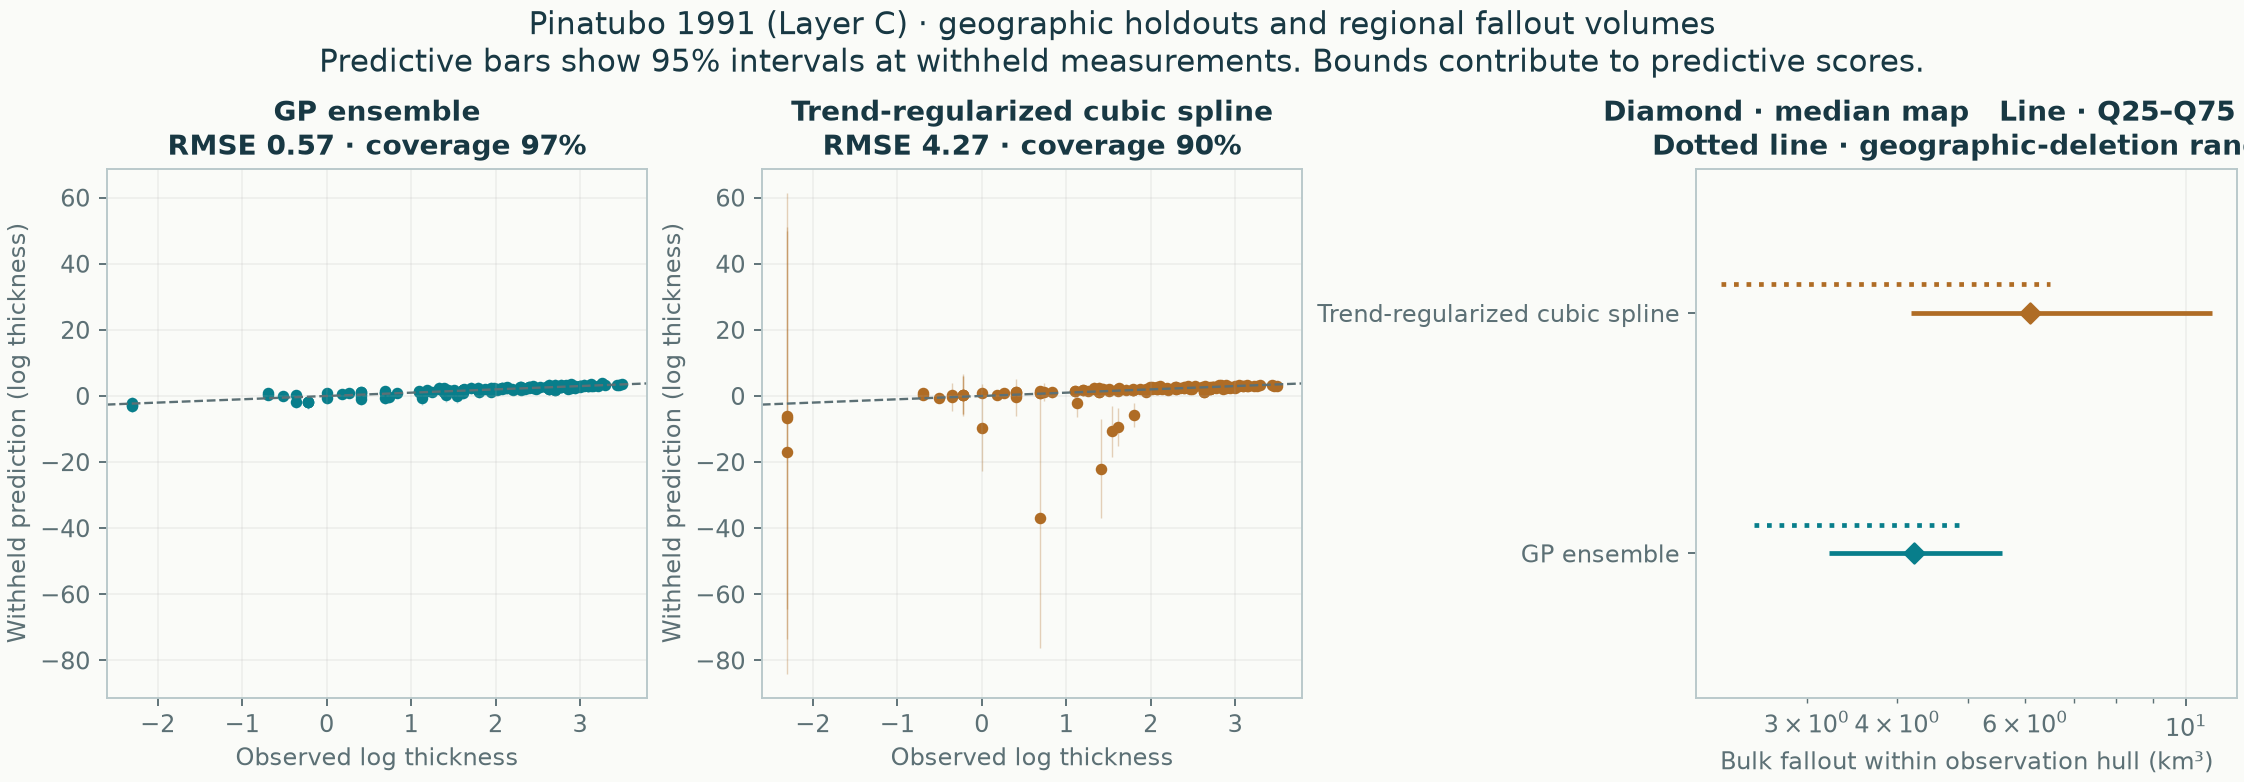 Pinatubo 1991 (Layer C) · geographic holdouts and regional fallout volumes
Predictive bars show 95% intervals at withheld measurements. Bounds contribute to predictive scores.
GP ensemble
RMSE 0.57 · coverage 97%
60
40
20
0
−20
−40
−60
−80
Withheld prediction (log thickness)
−2
−1
0
1
2
3
Observed log thickness
Trend-regularized cubic spline
RMSE 4.27 · coverage 90%
60
40
20
0
−20
−40
−60
−80
Withheld prediction (log thickness)
−2
−1
0
1
2
3
Observed log thickness
Diamond · median map   Line · Q25–Q75
Dotted line · geographic-deletion ran
Trend-regularized cubic spline
GP ensemble
3 × 10⁰
4 × 10⁰
6 × 10⁰
10¹
Bulk fallout within observation hull (km³)